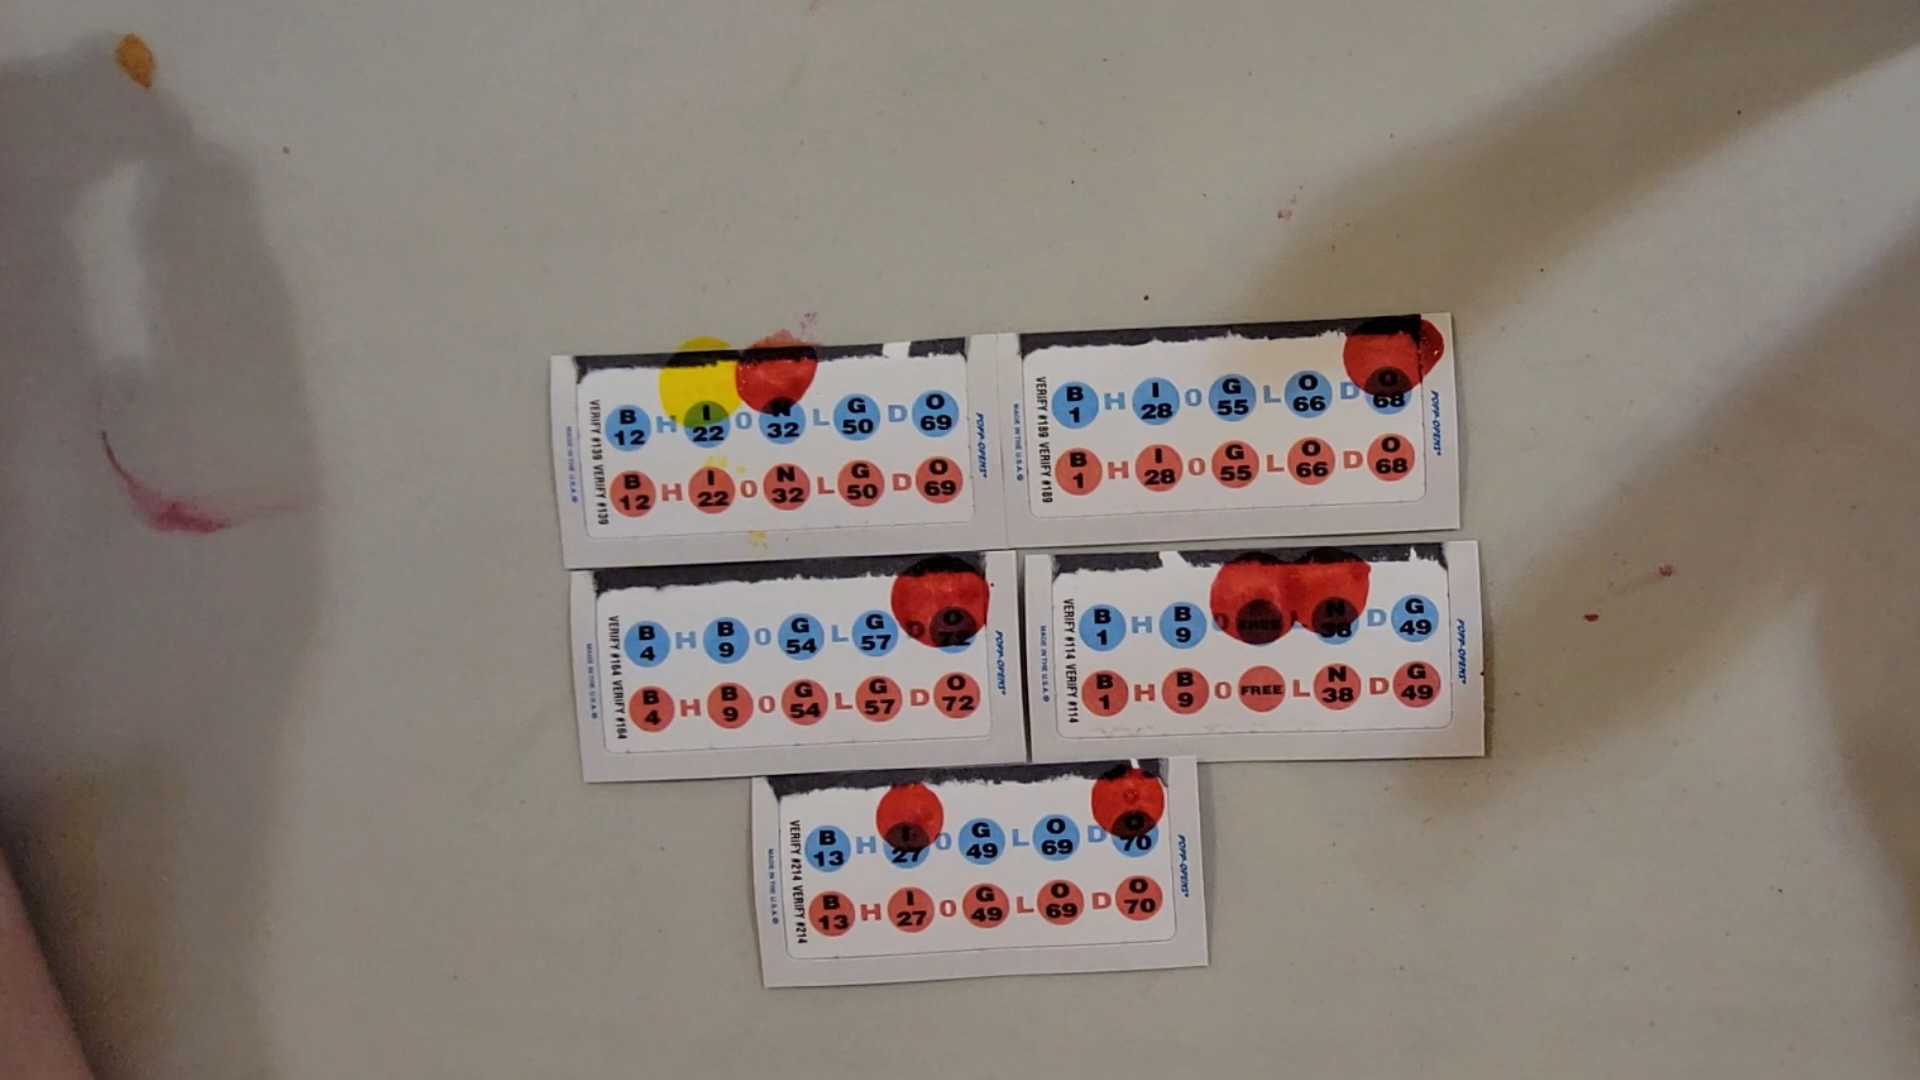 VERIFY #139 VERIFY #139
MADE IN THE U.S.A.
B 12 H I 22 O N 32 L G 50 D O 69
B 12 H I 22 O N 32 L G 50 D O 69
POPP-OPENS
VERIFY #189 VERIFY #189
MADE IN THE U.S.A.
B 1 H I 28 O G 55 L O 66 D O 68
B 1 H I 28 O G 55 L O 66 D O 68
POPP-OPENS
VERIFY #164 VERIFY #164
MADE IN THE U.S.A.
B 4 H B 9 O G 54 L G 57 D O 72
B 4 H B 9 O G 54 L G 57 D O 72
POPP-OPENS
VERIFY #114 VERIFY #114
MADE IN THE U.S.A.
B 1 H B 9 O FREE L N 38 D G 49
B 1 H B 9 O FREE L N 38 D G 49
POPP-OPENS
VERIFY #214 VERIFY #214
MADE IN THE U.S.A.
B 13 H I 27 O G 49 L O 69 D O 70
B 13 H I 27 O G 49 L O 69 D O 70
POPP-OPENS